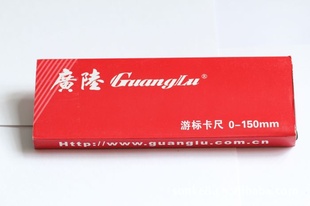 廣陸 GuangLu®
游标卡尺 0-150mm
Http://www.guanglu.com.cn